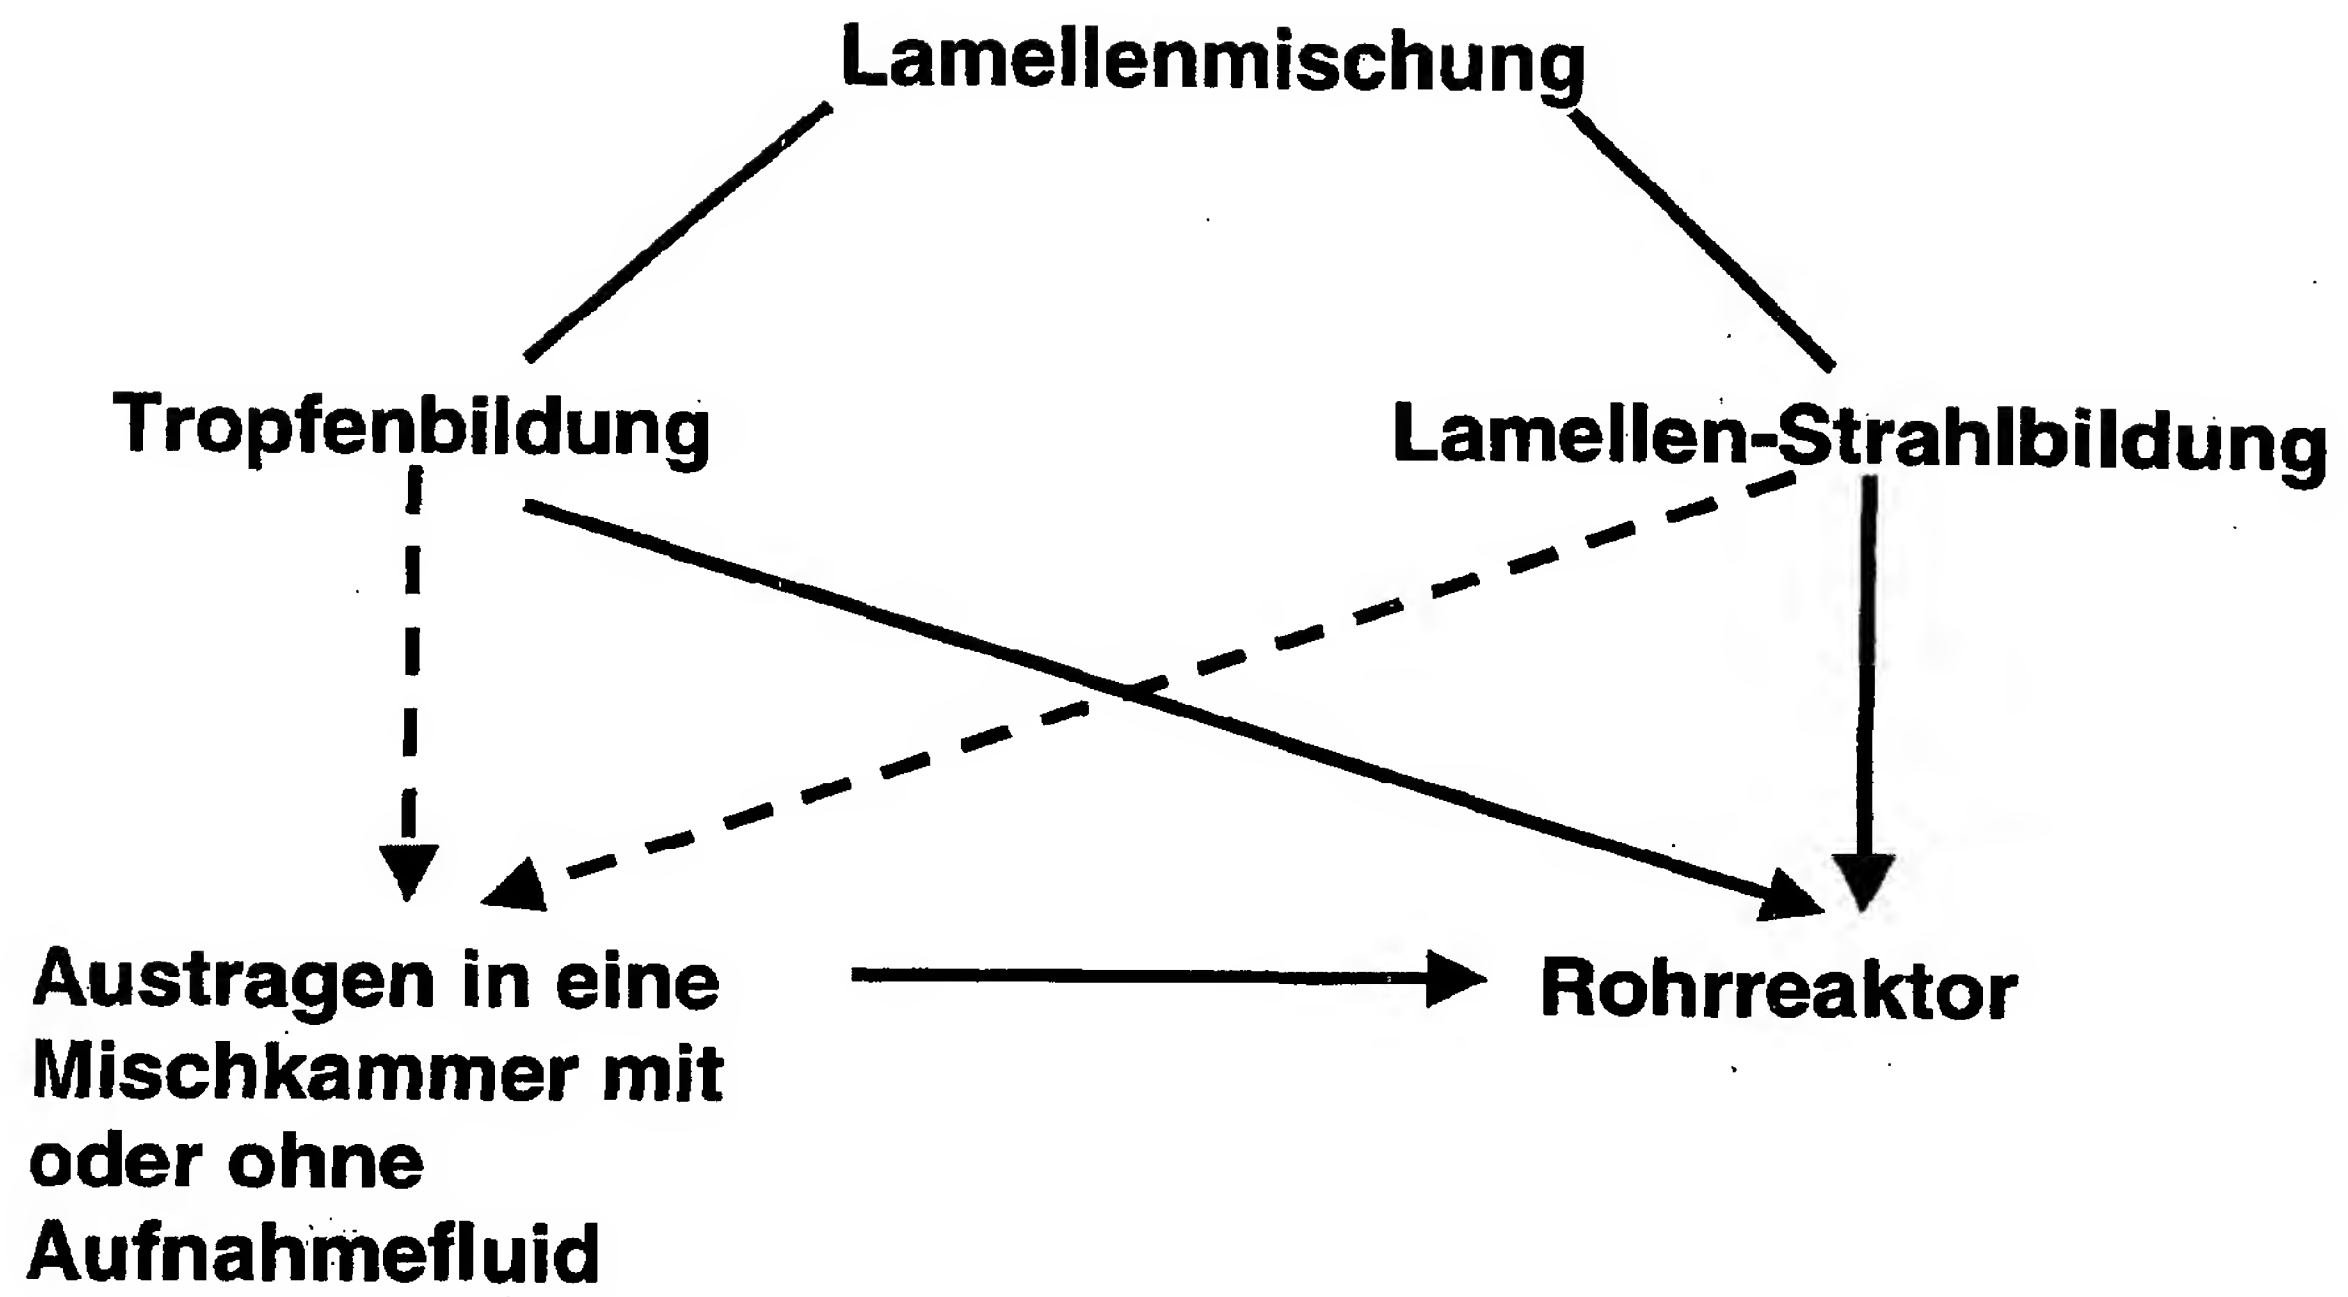 Lamellenmischung
Tropfenbildung
Lamellen-Strahlbildung
Austragen in eine
Mischkammer mit
oder ohne
Aufnahmefluid
Rohrreaktor